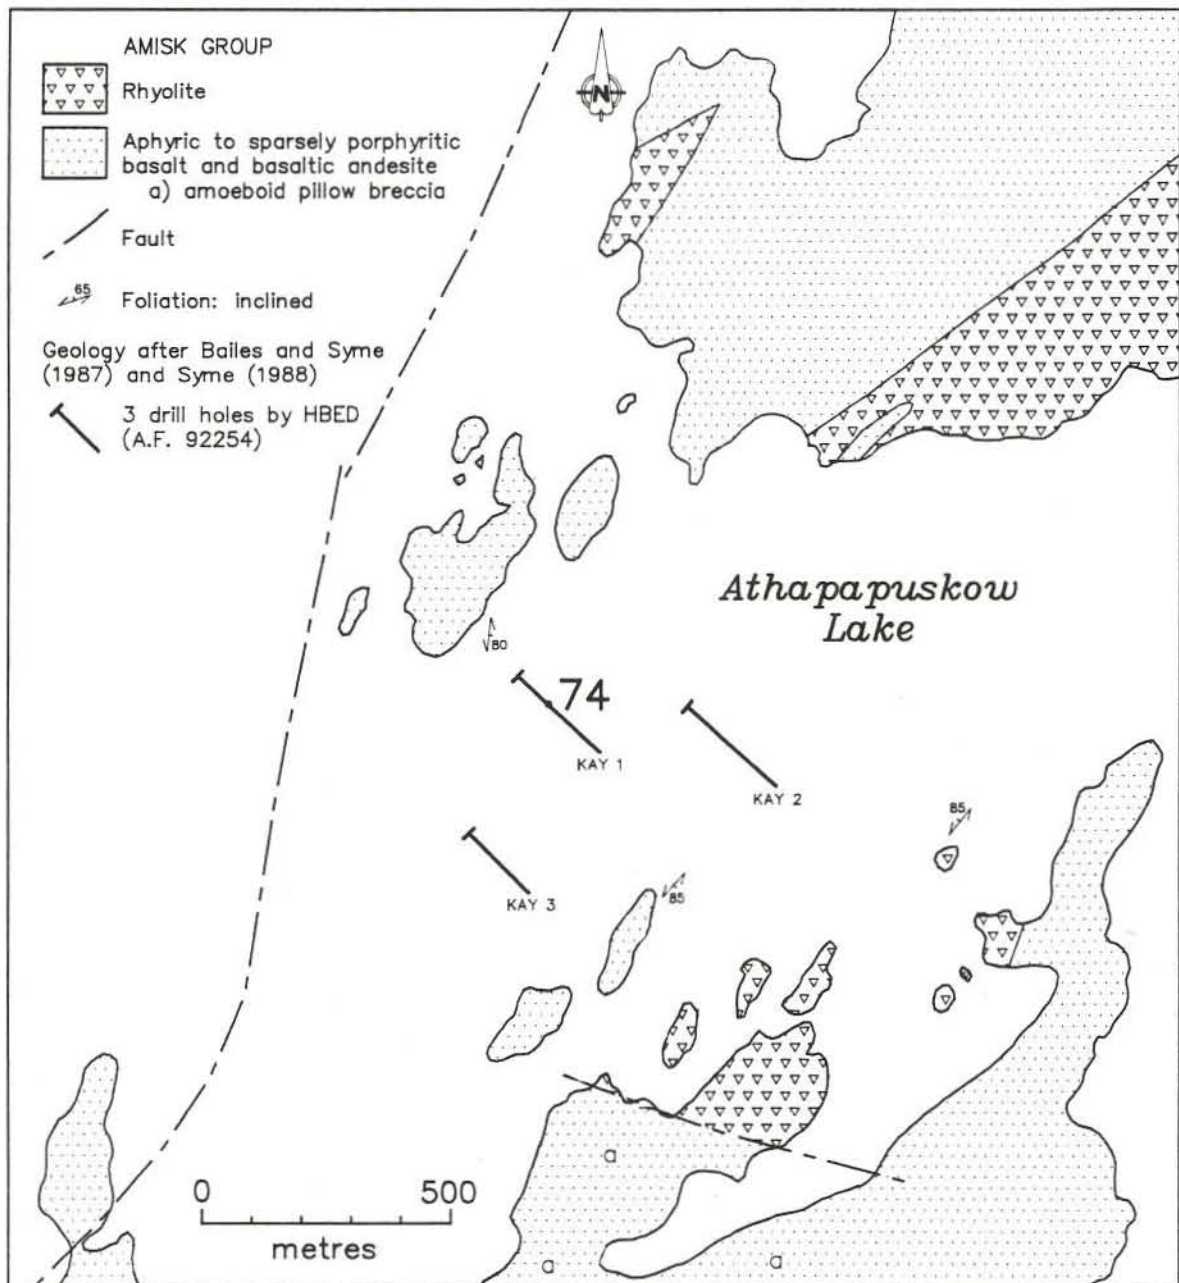 AMISK GROUP
Rhyolite
Aphyric to sparsely porphyritic
basalt and basaltic andesite
a) amoeboid pillow breccia
Fault
65
Foliation: inclined
Geology after Bailes and Syme
(1987) and Syme (1988)
3 drill holes by HBED
(A.F. 92254)
N
Athapapuskow
Lake
80
74
KAY 1
KAY 2
85
KAY 3
85
a
0 500
metres
a
a